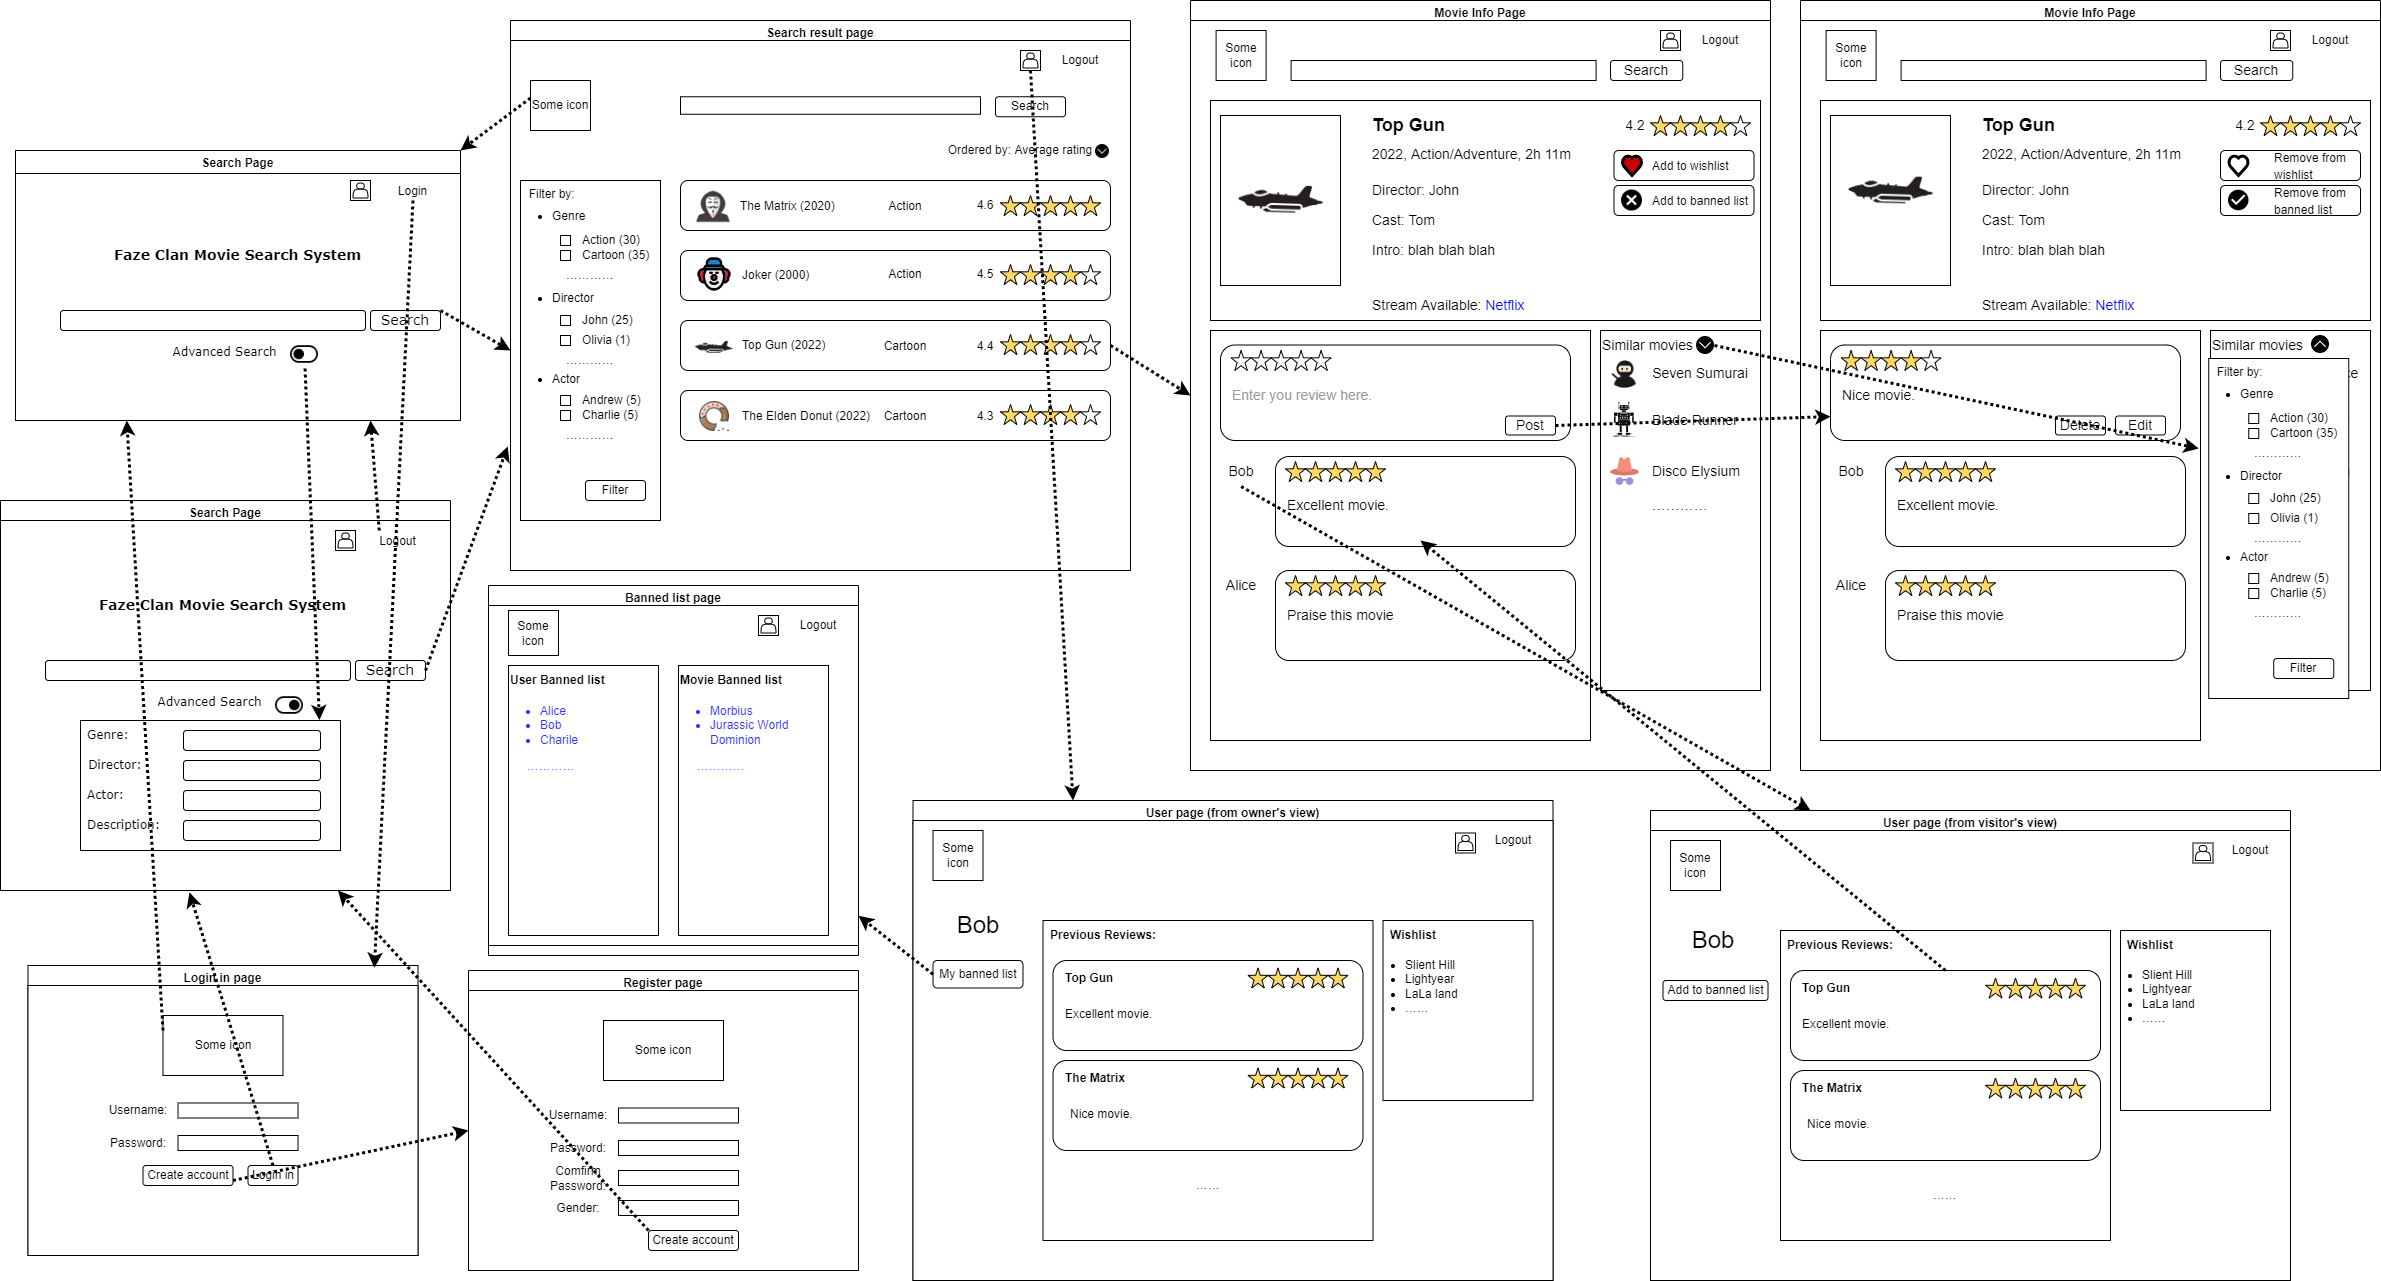 Search Page
Login
Faze Clan Movie Search System
Search
Advanced Search
Search Page
Logout
Faze Clan Movie Search System
Search
Advanced Search
Genre:
Director:
Actor:
Description:
Login in page
Some icon
Username:
Password:
Create account
Login in
Search result page
Logout
Some icon
Search
Ordered by: Average rating
Filter by:
Genre
Action (30)
Cartoon (35)
…………
Director
John (25)
Olivia (1)
…………
Actor
Andrew (5)
Charlie (5)
…………
Filter
The Matrix (2020)
Action
4.6
Joker (2000)
Action
4.5
Top Gun (2022)
Cartoon
4.4
The Elden Donut (2022)
Cartoon
4.3
Banned list page
Some
icon
Logout
User Banned list
Alice
Bob
Charile
…………
Movie Banned list
Morbius
Jurassic World
Dominion
…………
Register page
Some icon
Username:
Password:
Comfirm
Password:
Gender:
Create account
Movie Info Page
Some
icon
Logout
Search
Top Gun
2022, Action/Adventure, 2h 11m
Director: John
Cast: Tom
Intro: blah blah blah
Stream Available: Netflix
4.2
Add to wishlist
Add to banned list
Enter you review here.
Post
Bob
Excellent movie.
Alice
Praise this movie
Similar movies
Seven Sumurai
Blade Runner
Disco Elysium
…………
Movie Info Page
Some
icon
Logout
Search
Top Gun
2022, Action/Adventure, 2h 11m
Director: John
Cast: Tom
Intro: blah blah blah
Stream Available: Netflix
4.2
Remove from
wishlist
Remove from
banned list
Nice movie.
Delete
Edit
Bob
Excellent movie.
Alice
Praise this movie
Similar movies
Filter by:
Genre
Action (30)
Cartoon (35)
…………
Director
John (25)
Olivia (1)
…………
Actor
Andrew (5)
Charlie (5)
…………
Filter
User page (from owner's view)
Some
icon
Logout
Bob
My banned list
Previous Reviews:
Top Gun
Excellent movie.
The Matrix
Nice movie.
……
Wishlist
Slient Hill
Lightyear
LaLa land
……
User page (from visitor's view)
Some
icon
Logout
Bob
Add to banned list
Previous Reviews:
Top Gun
Excellent movie.
The Matrix
Nice movie.
……
Wishlist
Slient Hill
Lightyear
LaLa land
……